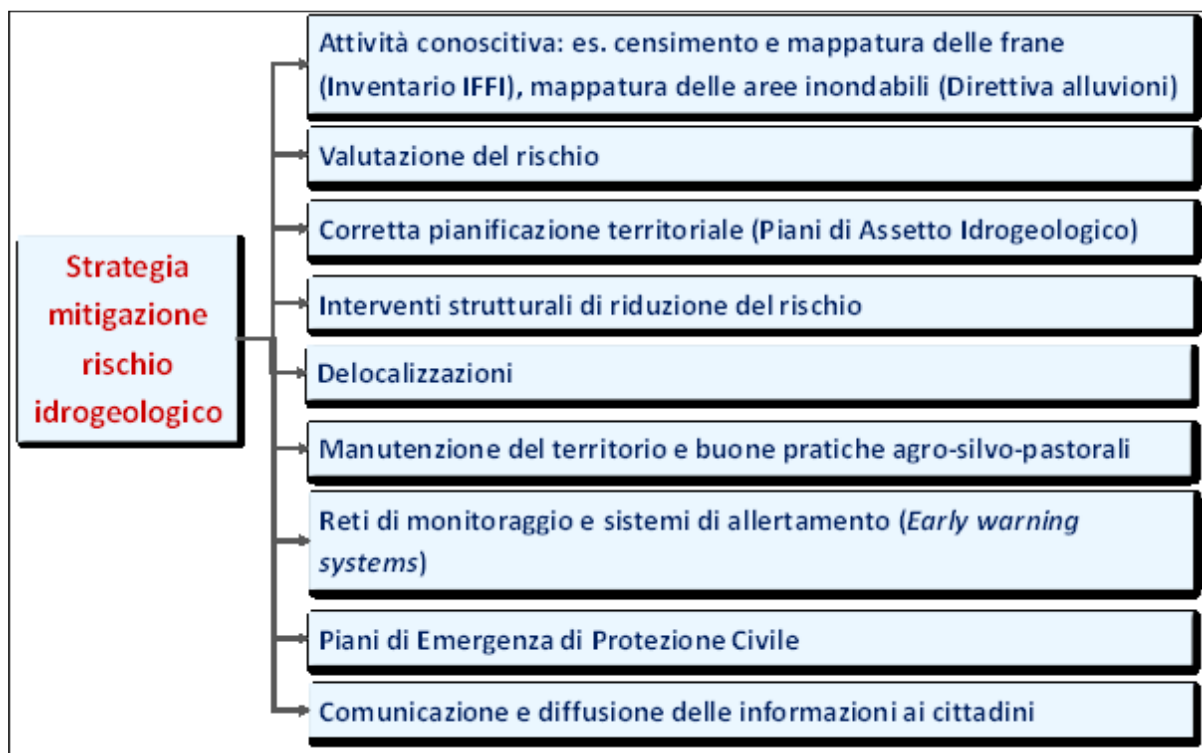 Strategia
mitigazione
rischio
idrogeologico
Attività conoscitiva: es. censimento e mappatura delle frane
(Inventario IFFI), mappatura delle aree inondabili (Direttiva alluvioni)
Valutazione del rischio
Corretta pianificazione territoriale (Piani di Assetto Idrogeologico)
Interventi strutturali di riduzione del rischio
Delocalizzazioni
Manutenzione del territorio e buone pratiche agro-silvo-pastorali
Reti di monitoraggio e sistemi di allertamento (Early warning
systems)
Piani di Emergenza di Protezione Civile
Comunicazione e diffusione delle informazioni ai cittadini